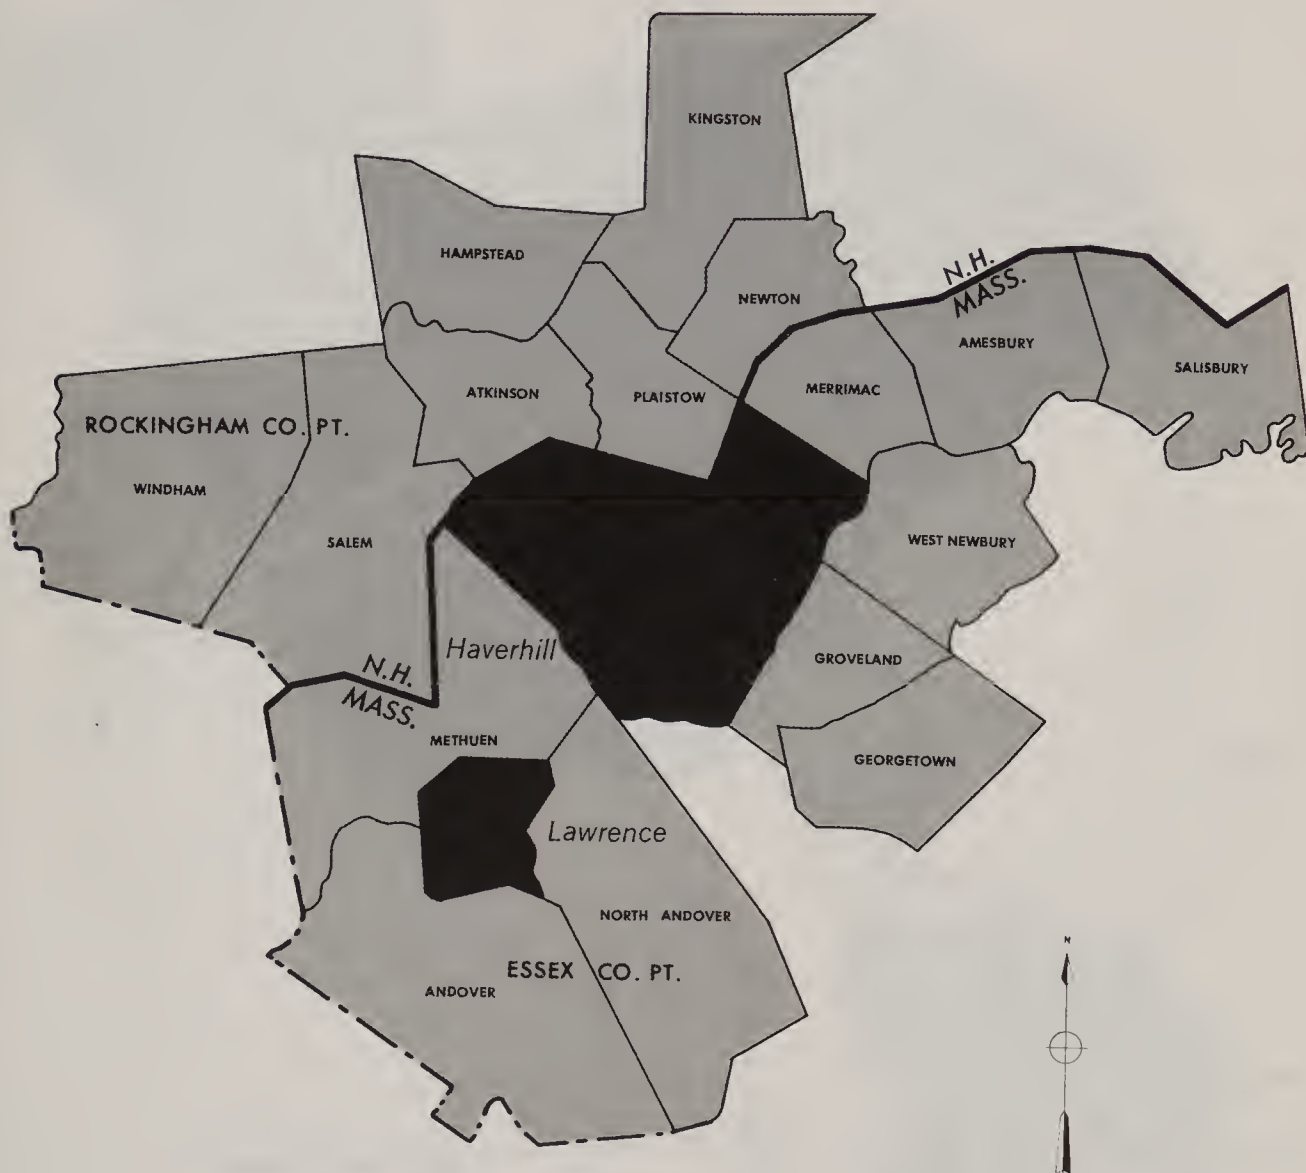 KINGSTON
HAMPSTEAD
N.H.
MASS.
NEWTON
AMESBURY
SALISBURY
ATKINSON
PLAISTOW
MERRIMAC
ROCKINGHAM CO. PT.
WINDHAM
SALEM
WEST NEWBURY
Haverhill
GROVELAND
N.H.
MASS.
METHUEN
GEORGETOWN
Lawrence
NORTH ANDOVER
ESSEX CO. PT.
ANDOVER
N